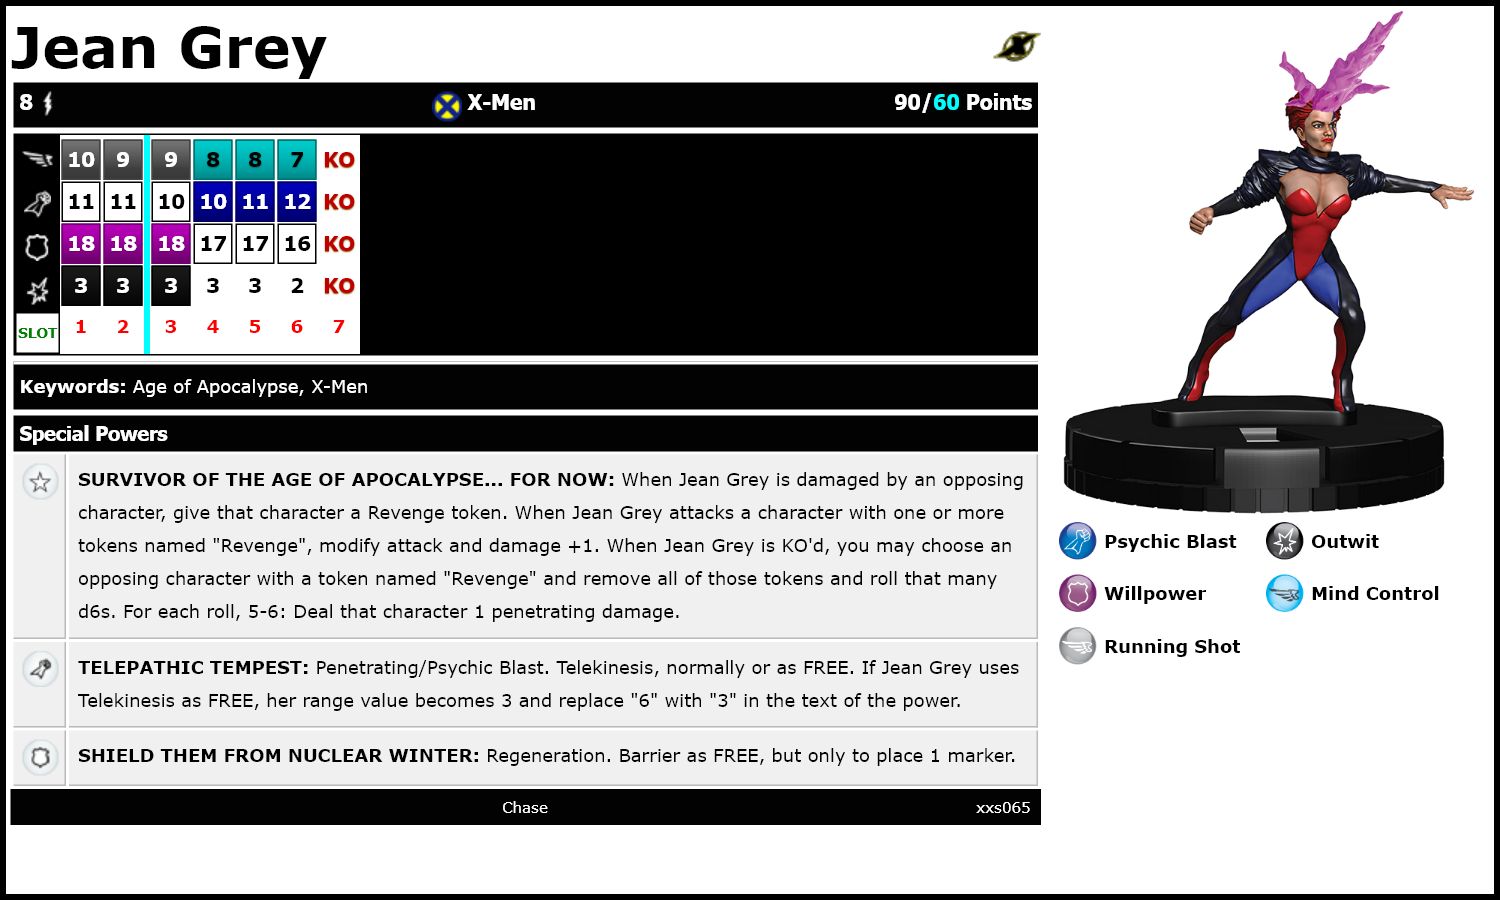 Jean Grey
8 X-Men 90/60 Points
10 9 9 8 8 7 KO
11 11 10 10 11 12 KO
18 18 18 17 17 16 KO
3 3 3 3 3 2 KO
SLOT 1 2 3 4 5 6 7
Keywords: Age of Apocalypse, X-Men
Special Powers
SURVIVOR OF THE AGE OF APOCALYPSE... FOR NOW: When Jean Grey is damaged by an opposing
character, give that character a Revenge token. When Jean Grey attacks a character with one or more
tokens named "Revenge", modify attack and damage +1. When Jean Grey is KO'd, you may choose an
opposing character with a token named "Revenge" and remove all of those tokens and roll that many
d6s. For each roll, 5-6: Deal that character 1 penetrating damage.
TELEPATHIC TEMPEST: Penetrating/Psychic Blast. Telekinesis, normally or as FREE. If Jean Grey uses
Telekinesis as FREE, her range value becomes 3 and replace "6" with "3" in the text of the power.
SHIELD THEM FROM NUCLEAR WINTER: Regeneration. Barrier as FREE, but only to place 1 marker.
Chase xxs065
Psychic Blast Outwit
Willpower Mind Control
Running Shot